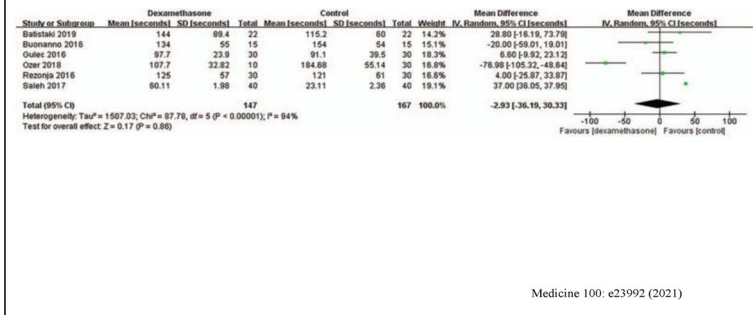 Dexamethasone Control Mean Difference Mean Difference
Study or Subgroup Mean [seconds] SD [seconds] Total Mean [seconds] SD [seconds] Total Weight IV, Random, 95% CI [seconds] IV, Random, 95% CI [seconds]
Batistaki 2019 144 89.4 22 115.2 60 22 14.2% 28.80 [-16.19, 73.79]
Buonanno 2016 134 55 15 154 54 15 15.1% -20.00 [-59.01, 19.01]
Gulec 2016 97.7 23.9 30 91.1 39.5 30 18.3% 6.60 [-9.92, 23.12]
Ozer 2018 107.7 32.82 10 184.68 55.14 30 16.8% -76.98 [-105.32, -48.64]
Rezonja 2016 125 57 30 121 61 30 16.6% 4.00 [-25.87, 33.87]
Saleh 2017 60.11 1.98 40 23.11 2.36 40 19.1% 37.00 [36.05, 37.95]
Total (95% CI) 147 167 100.0% -2.93 [-36.19, 30.33]
Heterogeneity: Tau² = 1507.03; Chi² = 87.78, df = 5 (P < 0.00001); I² = 94%
Test for overall effect: Z = 0.17 (P = 0.86)
-100 -50 0 50 100
Favours [dexamethasone] Favours [control]
Medicine 100: e23992 (2021)